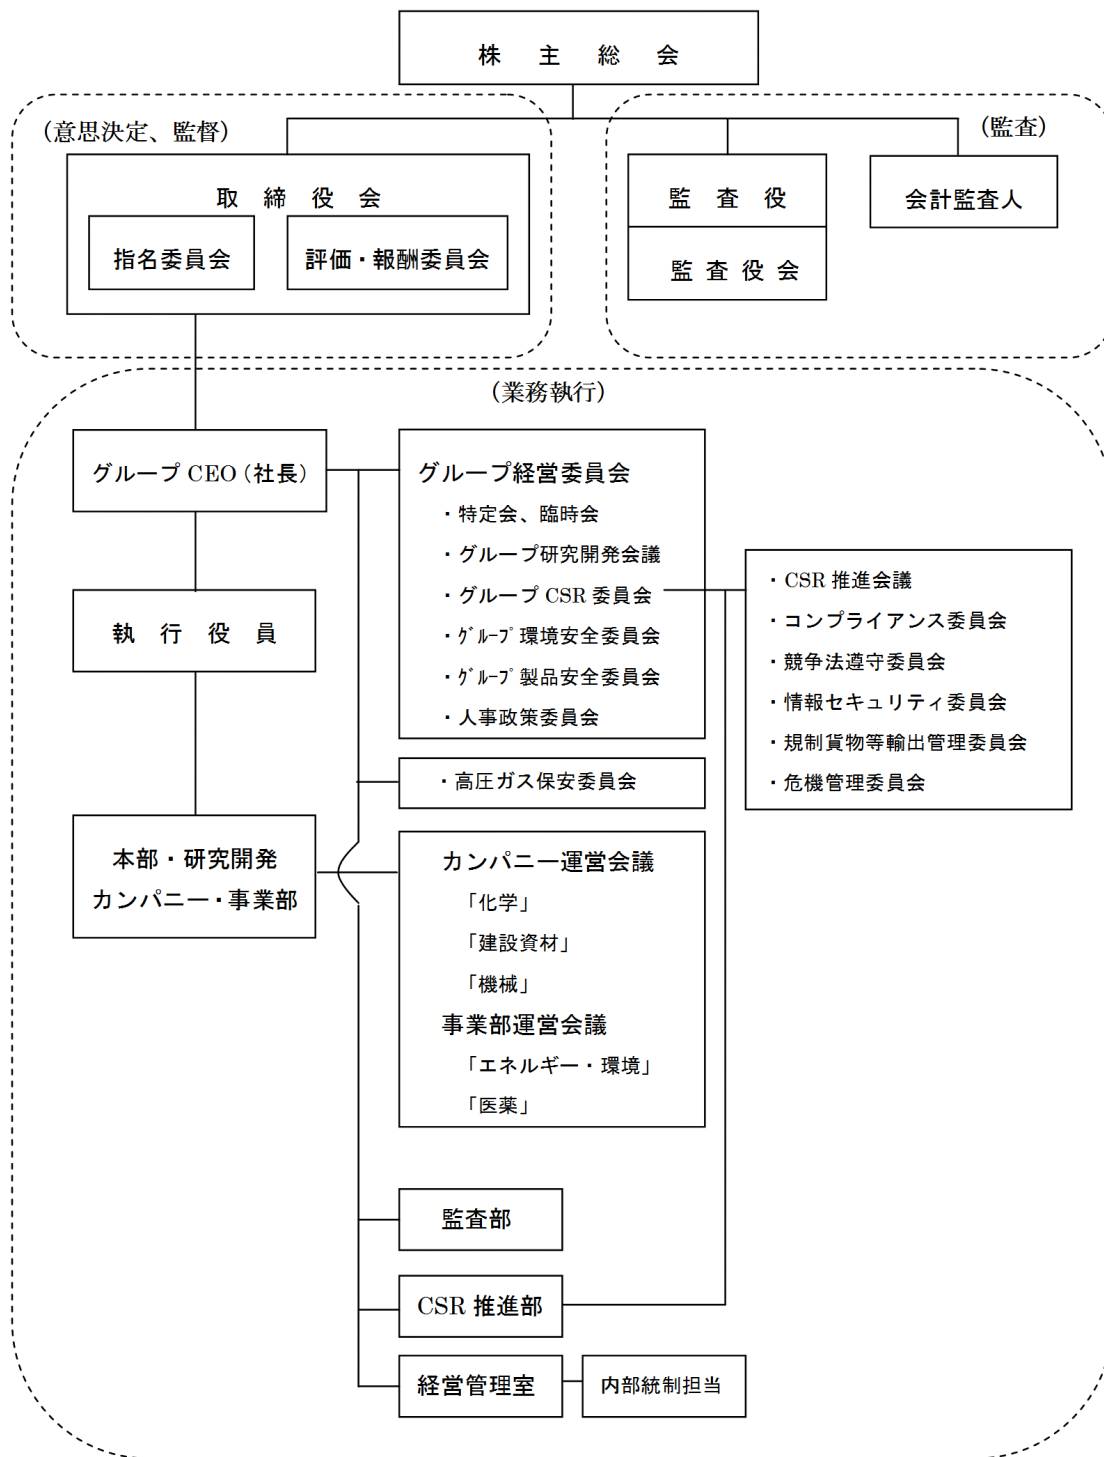 株主総会
（意思決定、監督）
（監査）
取締役会
指名委員会
評価・報酬委員会
監査役
監査役会
会計監査人
（業務執行）
グループ CEO（社長）
グループ経営委員会
・特定会、臨時会
・グループ研究開発会議
・グループ CSR 委員会
・ｸﾞﾙｰﾌﾟ環境安全委員会
・ｸﾞﾙｰﾌﾟ製品安全委員会
・人事政策委員会
・CSR 推進会議
・コンプライアンス委員会
・競争法遵守委員会
・情報セキュリティ委員会
・規制貨物等輸出管理委員会
・危機管理委員会
執行役員
・高圧ガス保安委員会
本部・研究開発
カンパニー・事業部
カンパニー運営会議
「化学」
「建設資材」
「機械」
事業部運営会議
「エネルギー・環境」
「医薬」
監査部
CSR 推進部
経営管理室
内部統制担当